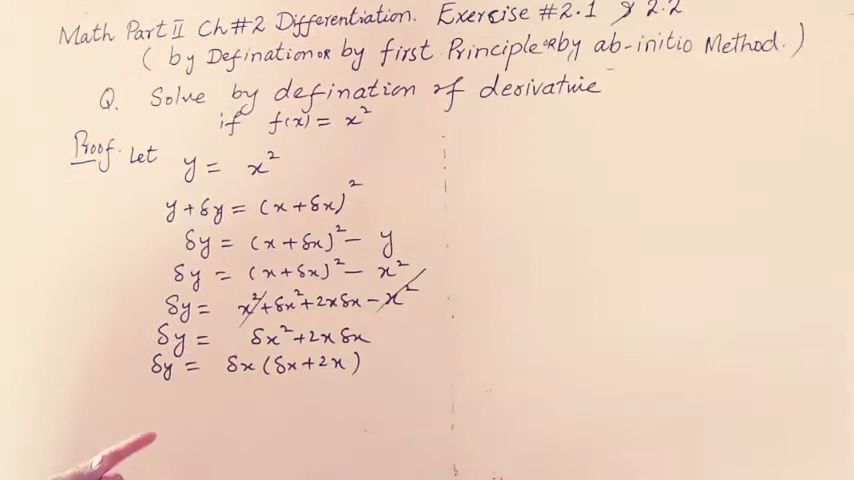 Math Part II Ch#2 Differentiation. Exercise #2.1 & 2.2
( by Defination or by first Principle or by ab-initio Method.)
Q. Solve by defination of derivative
if f(x) = x²
Proof. Let y = x²
y + δy = (x + δx)²
δy = (x + δx)² − y
δy = (x + δx)² − x²
δy = x² + δx² + 2xδx − x²
δy = δx² + 2xδx
δy = δx (δx + 2x)